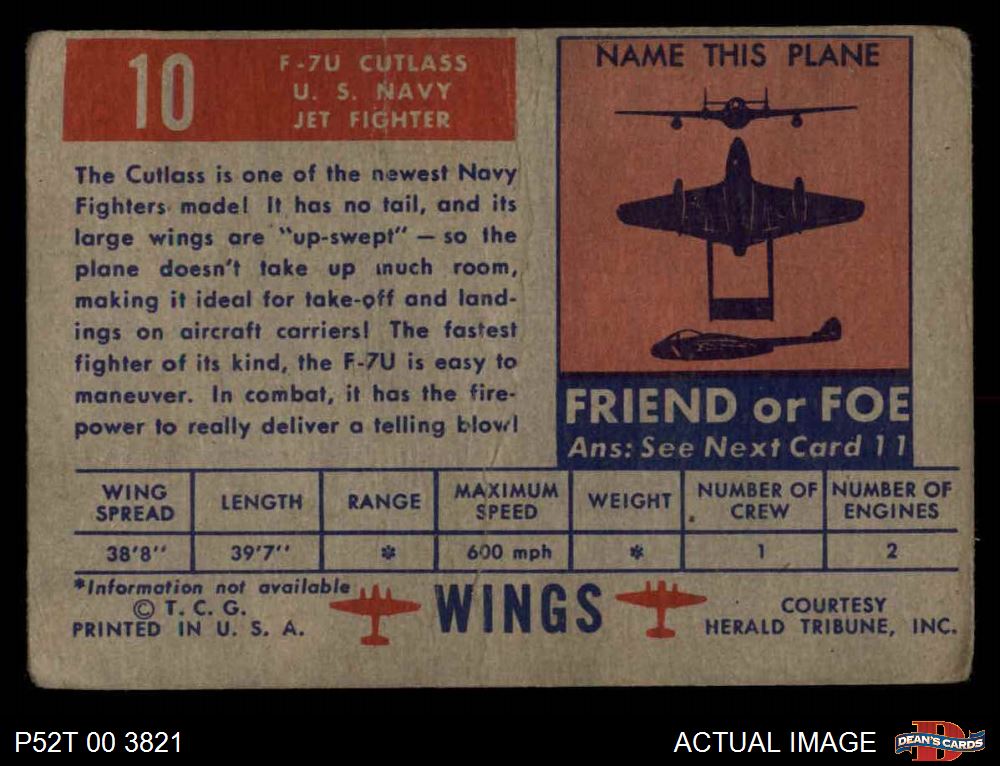 10
F-7U CUTLASS
U. S. NAVY
JET FIGHTER
The Cutlass is one of the newest Navy
Fighters made! It has no tail, and its
large wings are "up-swept" — so the
plane doesn't take up much room,
making it ideal for take-off and land-
ings on aircraft carriers! The fastest
fighter of its kind, the F-7U is easy to
maneuver. In combat, it has the fire-
power to really deliver a telling blow!
NAME THIS PLANE
FRIEND or FOE
Ans: See Next Card 11
WING SPREAD LENGTH RANGE MAXIMUM SPEED WEIGHT NUMBER OF CREW NUMBER OF ENGINES
38'8'' 39'7'' * 600 mph * 1 2
*Information not available
© T. C. G.
PRINTED IN U. S. A.
WINGS
COURTESY
HERALD TRIBUNE, INC.
P52T 00 3821
ACTUAL IMAGE
D
DEAN'S CARDS